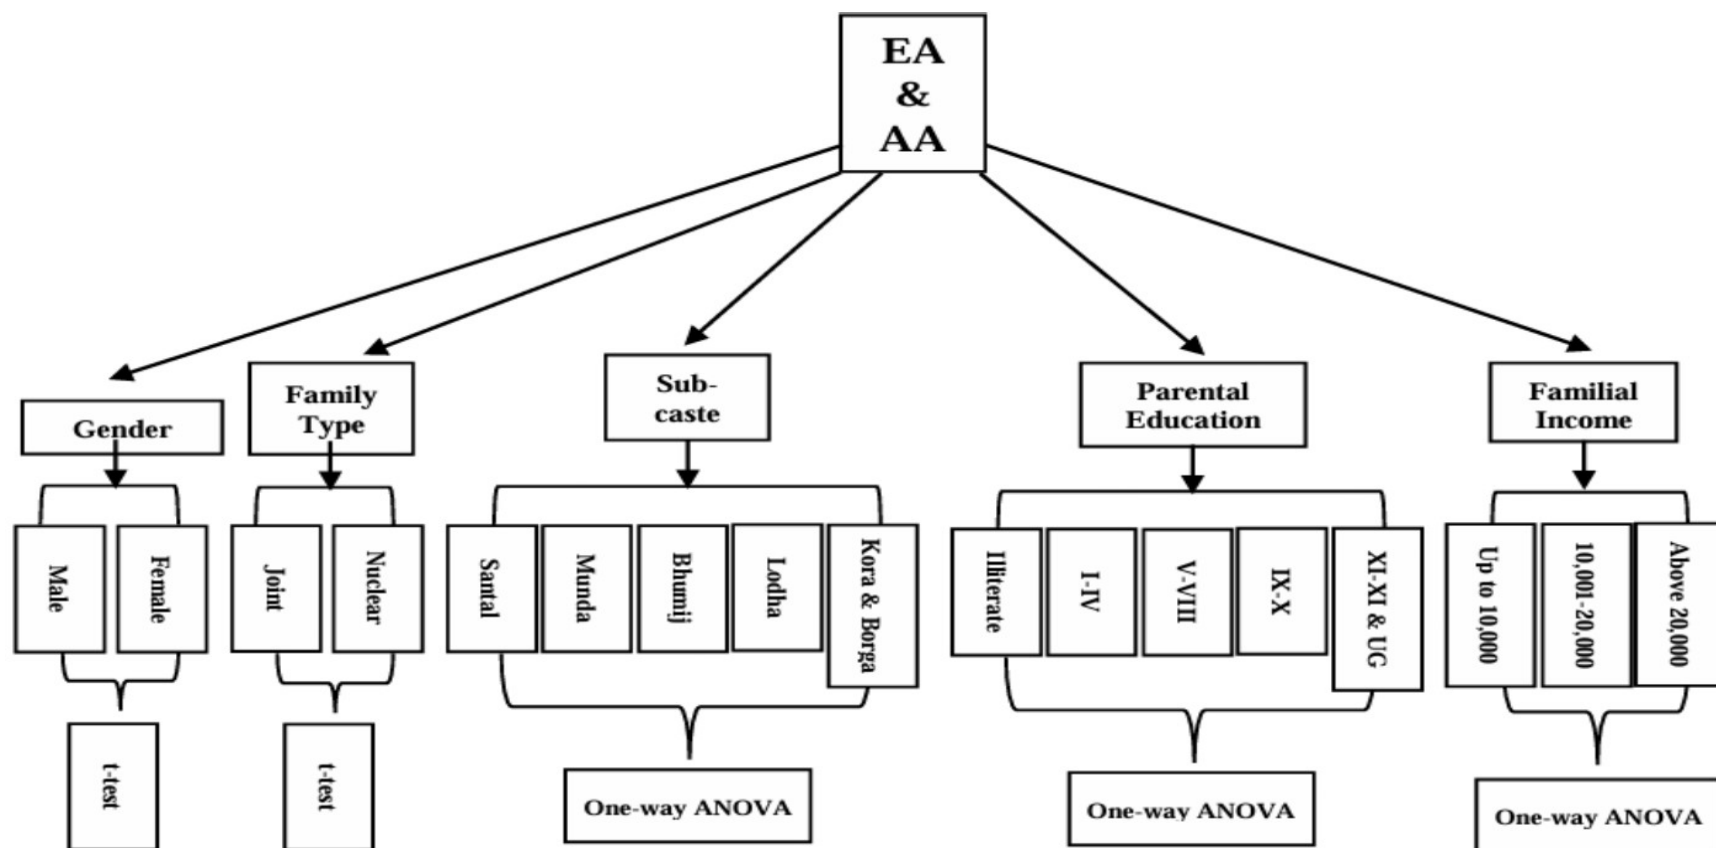 EA
&
AA
Gender
Family
Type
Sub-
caste
Parental
Education
Familial
Income
Male
Female
Joint
Nuclear
Santal
Munda
Bhumij
Lodha
Kora & Borga
Illiterate
I-IV
V-VIII
IX-X
XI-XI & UG
Up to 10,000
10,001-20,000
Above 20,000
t-test
t-test
One-way ANOVA
One-way ANOVA
One-way ANOVA